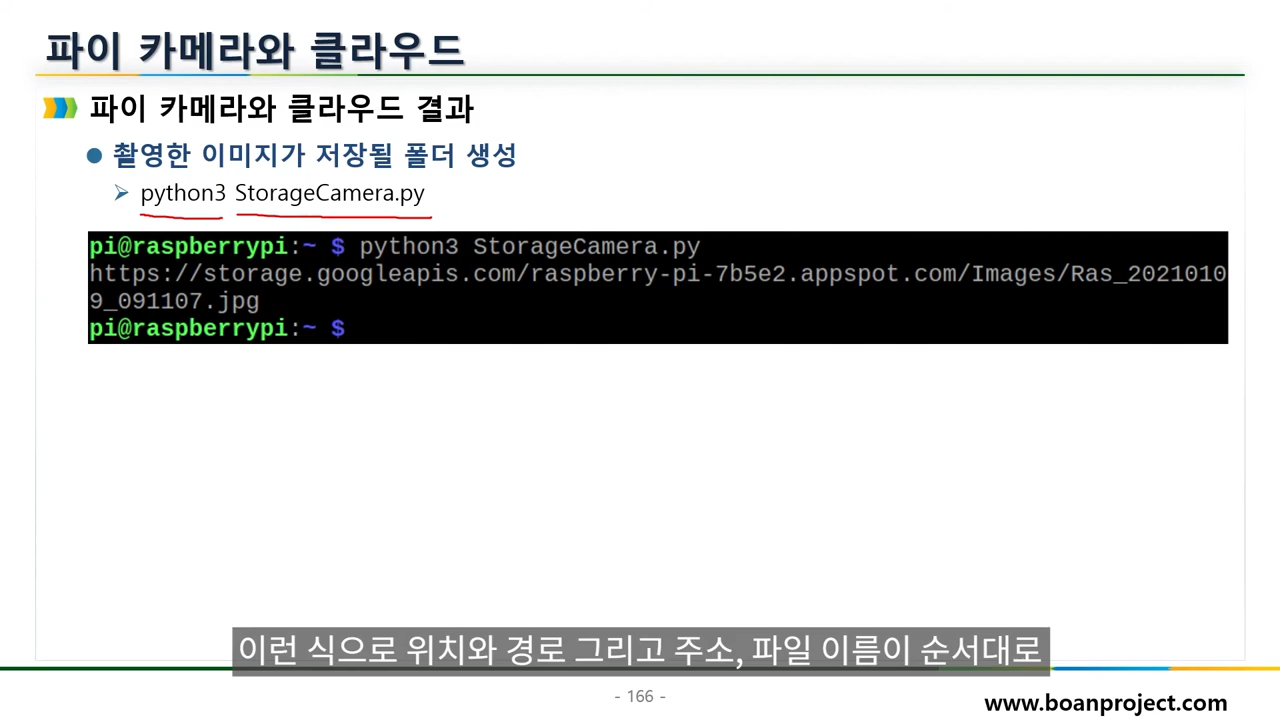 파이 카메라와 클라우드
파이 카메라와 클라우드 결과
촬영한 이미지가 저장될 폴더 생성
python3 StorageCamera.py
pi@raspberrypi:~ $ python3 StorageCamera.py
https://storage.googleapis.com/raspberry-pi-7b5e2.appspot.com/Images/Ras_2021010
9_091107.jpg
pi@raspberrypi:~ $
이런 식으로 위치와 경로 그리고 주소, 파일 이름이 순서대로
- 166 -
www.boanproject.com